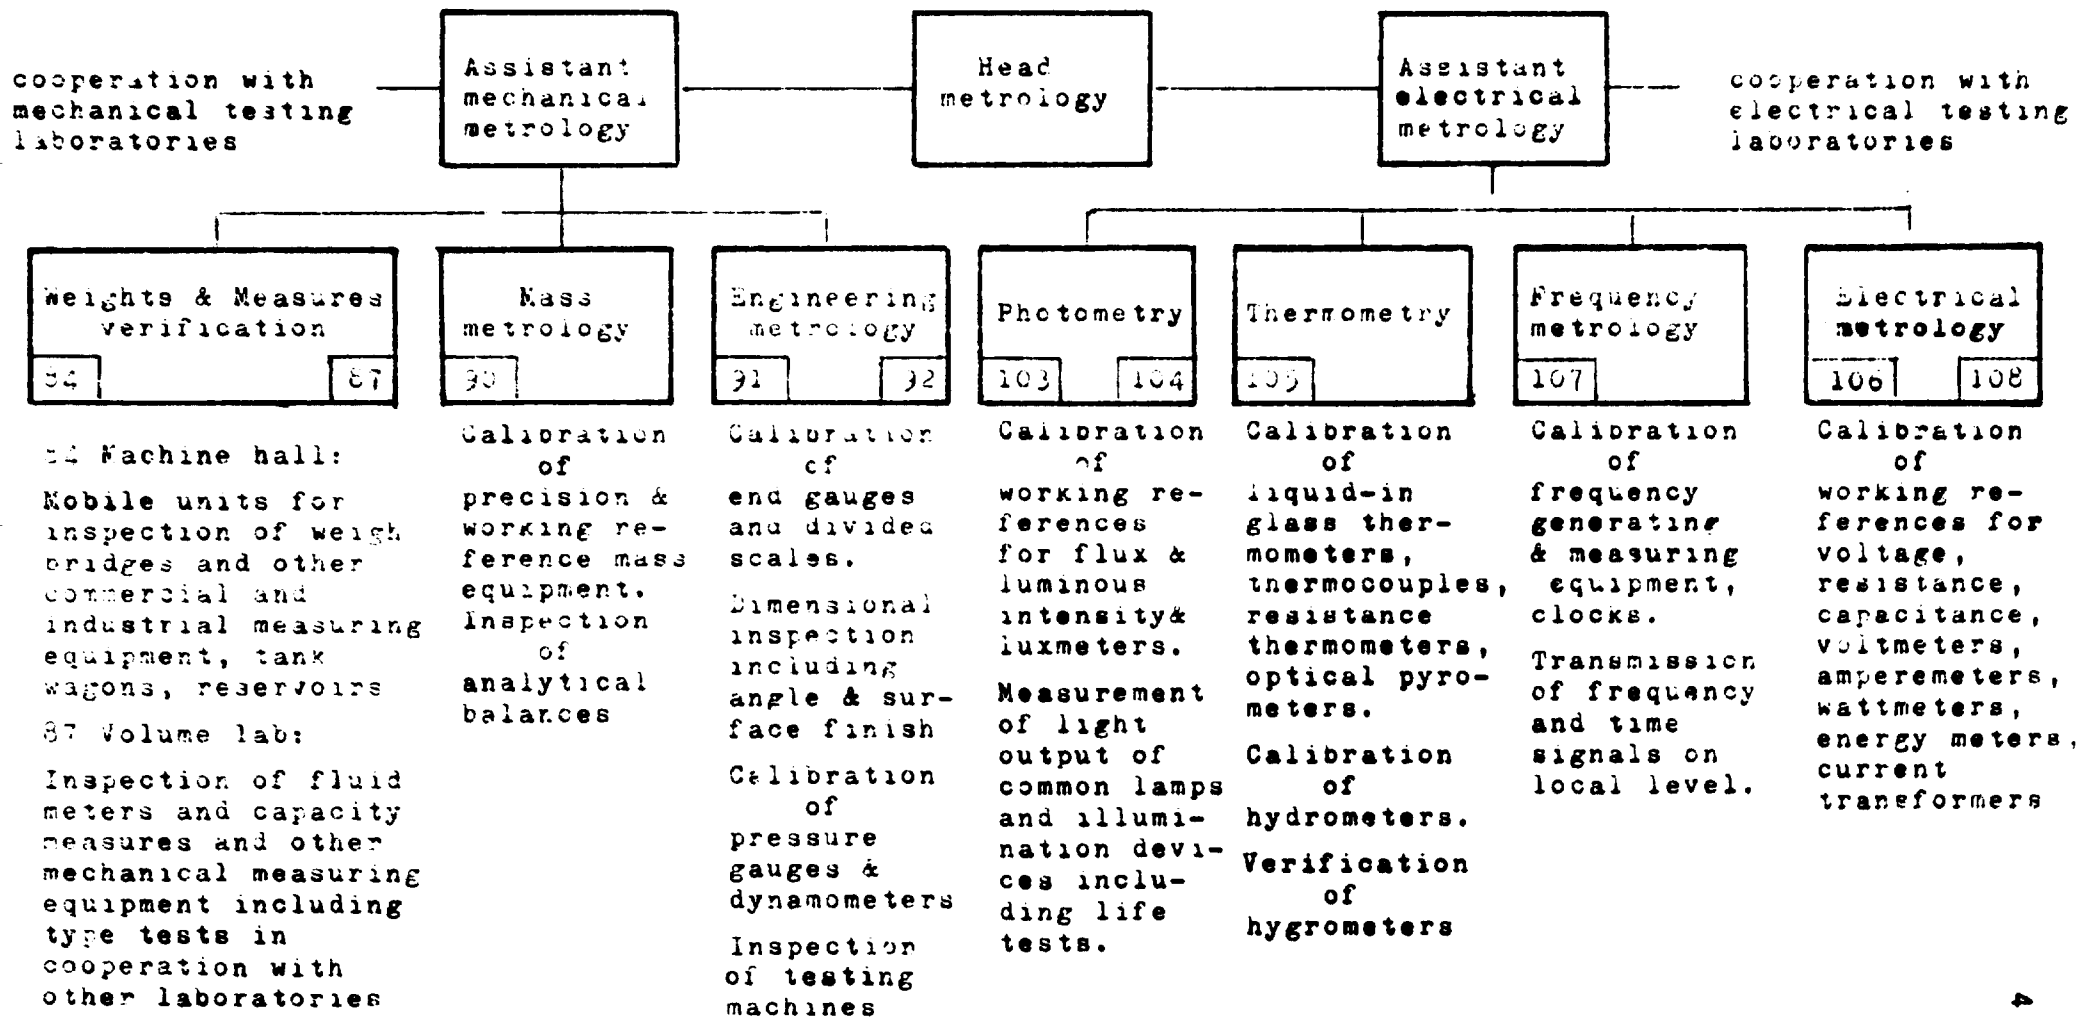 cooperation with
mechanical testing
laboratories
Assistant
mechanical
metrology
Head
metrology
Assistant
electrical
metrology
cooperation with
electrical testing
laboratories
Weights & Measures
verification
84
87
Mass
metrology
90
Engineering
metrology
91
92
Photometry
103
104
Thermometry
105
Frequency
metrology
107
Electrical
metrology
106
108
84 Machine hall:
Mobile units for
inspection of weigh
bridges and other
commercial and
industrial measuring
equipment, tank
wagons, reservoirs
87 Volume lab:
Inspection of fluid
meters and capacity
measures and other
mechanical measuring
equipment including
type tests in
cooperation with
other laboratories
Calibration
of
precision &
working re-
ference mass
equipment.
Inspection
of
analytical
balances
Calibration
of
end gauges
and divided
scales.
Dimensional
inspection
including
angle & sur-
face finish
Calibration
of
pressure
gauges &
dynamometers
Inspection
of testing
machines
Calibration
of
working re-
ferences
for flux &
luminous
intensity&
luxmeters.
Measurement
of light
output of
common lamps
and illumi-
nation devi-
ces inclu-
ding life
tests.
Calibration
of
liquid-in
glass ther-
mometers,
thermocouples,
resistance
thermometers,
optical pyro-
meters.
Calibration
of
hydrometers.
Verification
of
hygrometers
Calibration
of
frequency
generating
& measuring
equipment,
clocks.
Transmission
of frequency
and time
signals on
local level.
Calibration
of
working re-
ferences for
voltage,
resistance,
capacitance,
voltmeters,
amperemeters,
wattmeters,
energy meters,
current
transformers
4